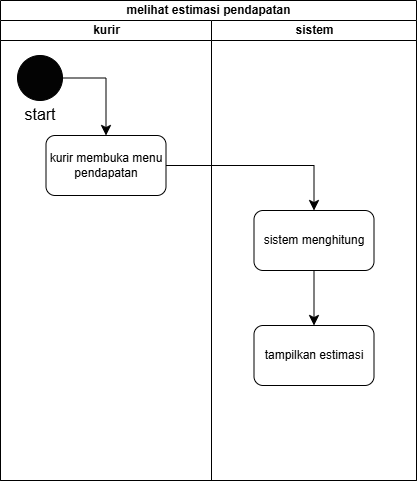 melihat estimasi pendapatan
kurir
sistem
start
kurir membuka menu
pendapatan
sistem menghitung
tampilkan estimasi